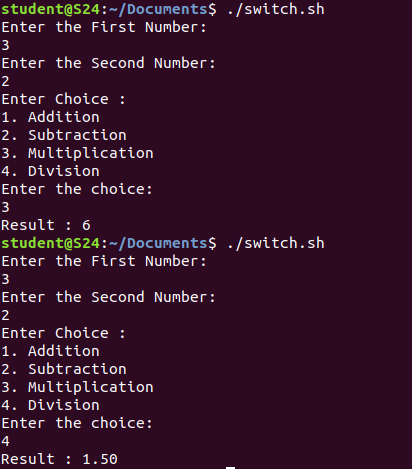 student@S24:~/Documents$ ./switch.sh
Enter the First Number:
3
Enter the Second Number:
2
Enter Choice :
1. Addition
2. Subtraction
3. Multiplication
4. Division
Enter the choice:
3
Result : 6
student@S24:~/Documents$ ./switch.sh
Enter the First Number:
3
Enter the Second Number:
2
Enter Choice :
1. Addition
2. Subtraction
3. Multiplication
4. Division
Enter the choice:
4
Result : 1.50